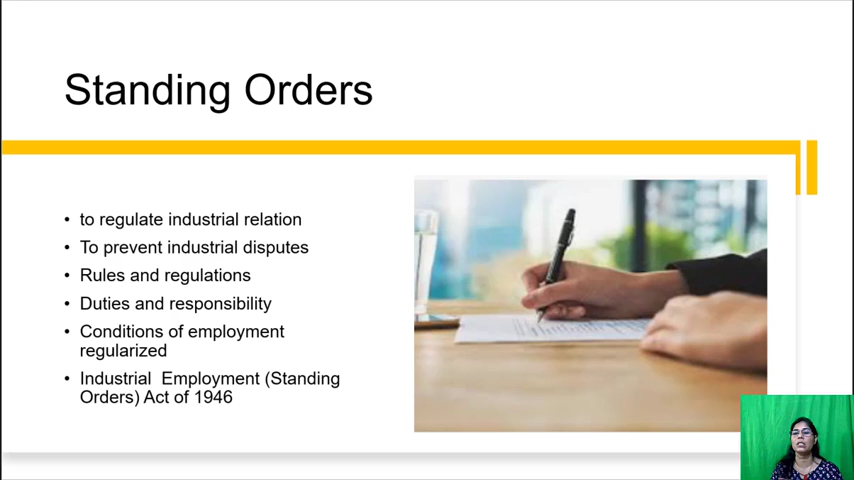 Standing Orders
• to regulate industrial relation
• To prevent industrial disputes
• Rules and regulations
• Duties and responsibility
• Conditions of employment
regularized
• Industrial  Employment (Standing
Orders) Act of 1946